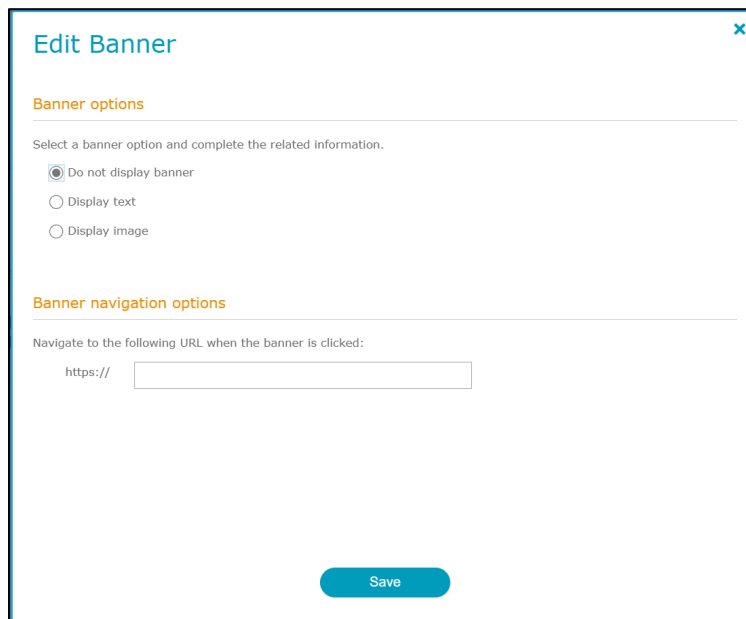 Edit Banner
Banner options
Select a banner option and complete the related information.
Do not display banner
Display text
Display image
Banner navigation options
Navigate to the following URL when the banner is clicked:
https://
Save